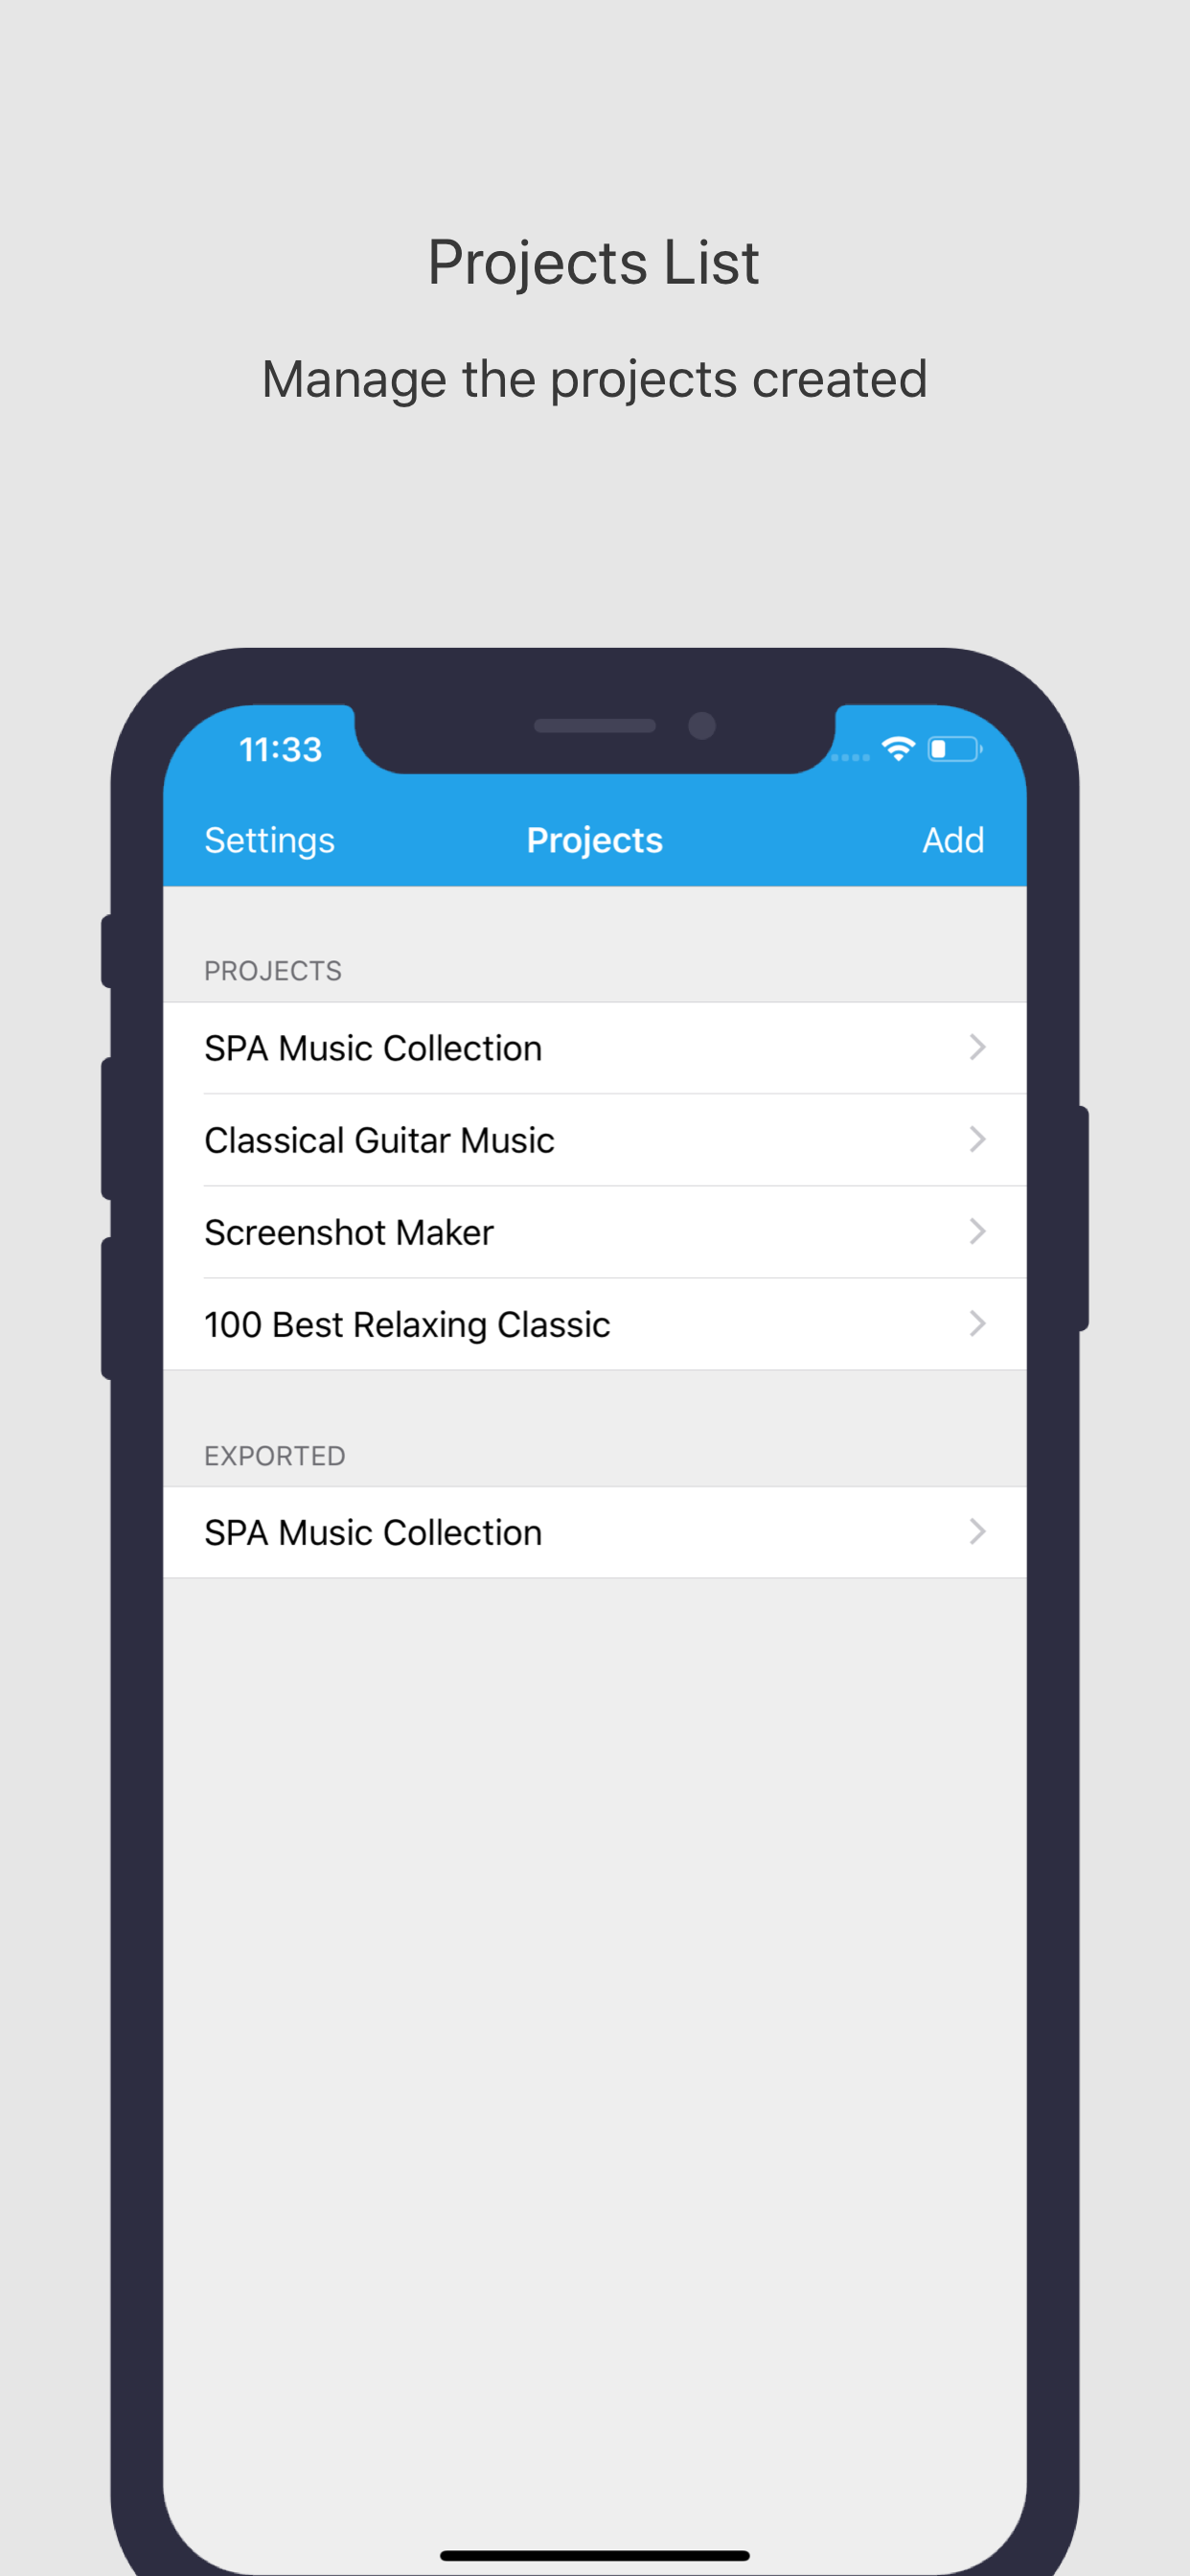 Projects List
Manage the projects created
11:33
Settings Projects Add
PROJECTS
SPA Music Collection
Classical Guitar Music
Screenshot Maker
100 Best Relaxing Classic
EXPORTED
SPA Music Collection